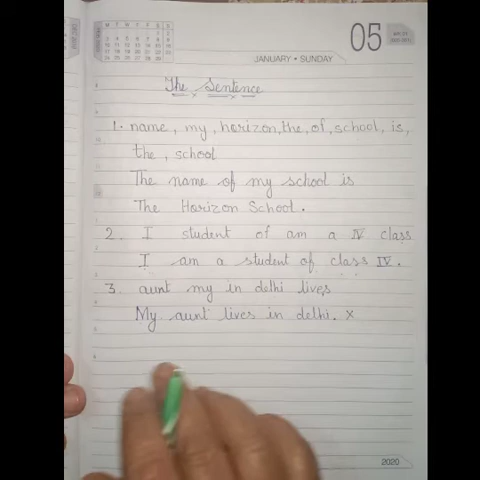 05
JANUARY • SUNDAY
The Sentence
1. name, my, horizon, the, of, school, is,
the, school
The name of my school is
The Horizon School.
2. I student of am a IV class
I am a student of class IV.
3. aunt my in delhi lives
My aunt lives in delhi. x
2020